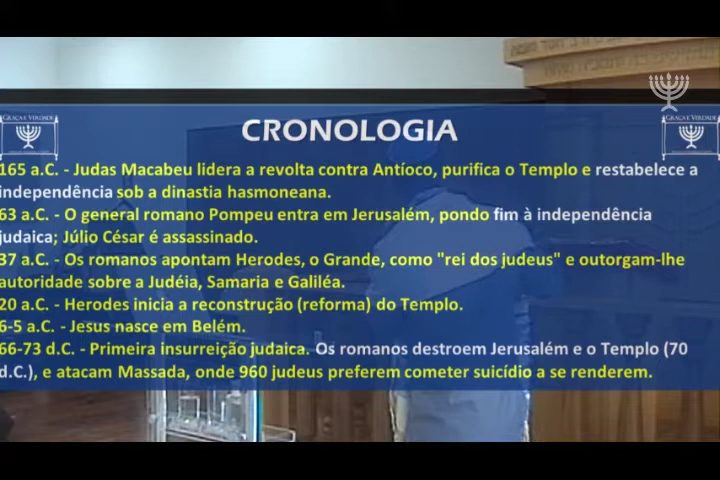 GRAÇA E VERDADE
GRAÇA E VERDADE
CRONOLOGIA
165 a.C. - Judas Macabeu lidera a revolta contra Antíoco, purifica o Templo e restabelece a
independência sob a dinastia hasmoneana.
63 a.C. - O general romano Pompeu entra em Jerusalém, pondo fim à independência
judaica; Júlio César é assassinado.
37 a.C. - Os romanos apontam Herodes, o Grande, como "rei dos judeus" e outorgam-lhe
autoridade sobre a Judéia, Samaria e Galiléa.
20 a.C. - Herodes inicia a reconstrução (reforma) do Templo.
6-5 a.C. - Jesus nasce em Belém.
66-73 d.C. - Primeira insurreição judaica. Os romanos destroem Jerusalém e o Templo (70
d.C.), e atacam Massada, onde 960 judeus preferem cometer suicídio a se renderem.